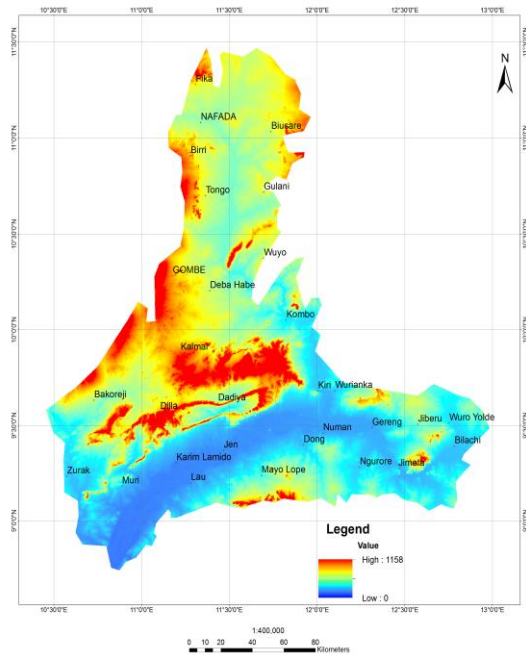 10°30'0"E 11°0'0"E 11°30'0"E 12°0'0"E 12°30'0"E 13°0'0"E
N
Fika
NAFADA
Biusare
Birri
Tongo
Gulani
Wuyo
GOMBE
Deba Habe
Kombo
Kalmai
Kiri Wurianka
Bakoreji
Dadiya
Dilla
Gereng
Jiberu
Wuro Yolde
Numan
Jen
Dong
Bilachi
Karim Lamido
Ngurore
Jimeta
Zurak
Mayo Lope
Muri
Lau
Legend
Value
High : 1158
Low : 0
10°30'0"E 11°0'0"E 11°30'0"E 12°0'0"E 12°30'0"E 13°0'0"E
1:400,000
0 10 20 40 60 80
Kilometers